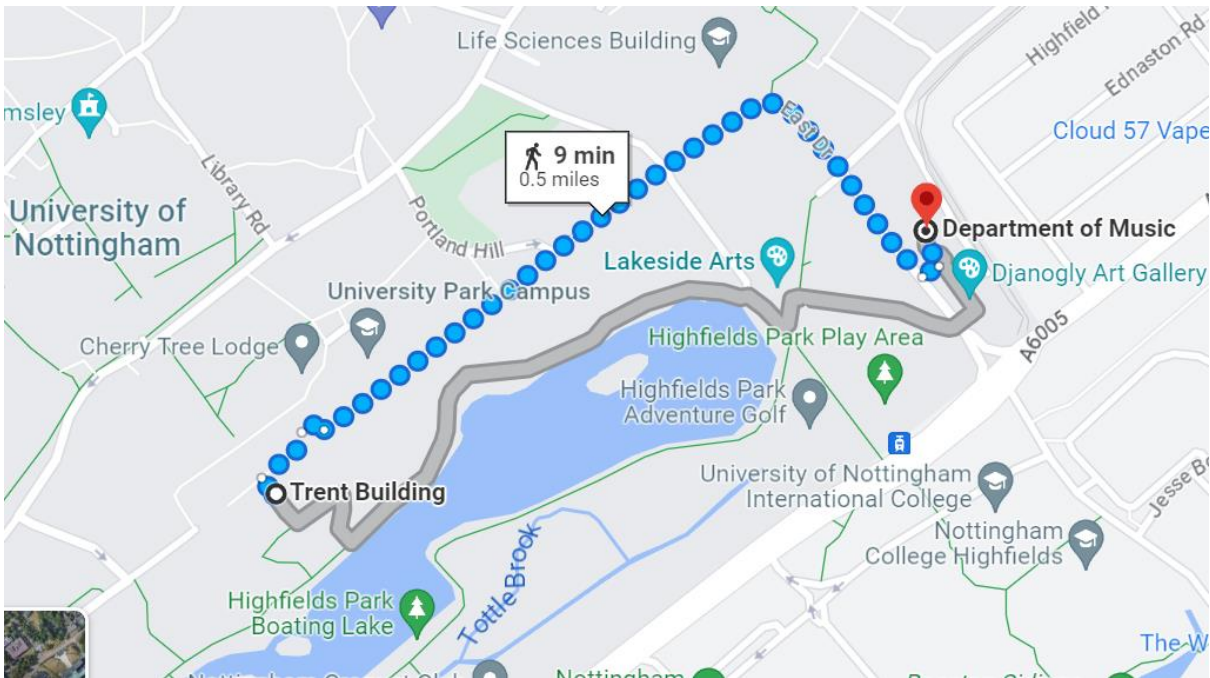 Life Sciences Building
Highfield
Ednaston Rd
Cloud 57 Vape
msley
Library Rd
East Dr
9 min
0.5 miles
University of
Nottingham
Portland Hill
Department of Music
Lakeside Arts
Djanogly Art Gallery
University Park Campus
A6005
Highfields Park Play Area
Cherry Tree Lodge
Highfields Park
Adventure Golf
Trent Building
University of Nottingham
International College
Jesse
Nottingham
College Highfields
Tottle Brook
Highfields Park
Boating Lake
The W
Nottingham